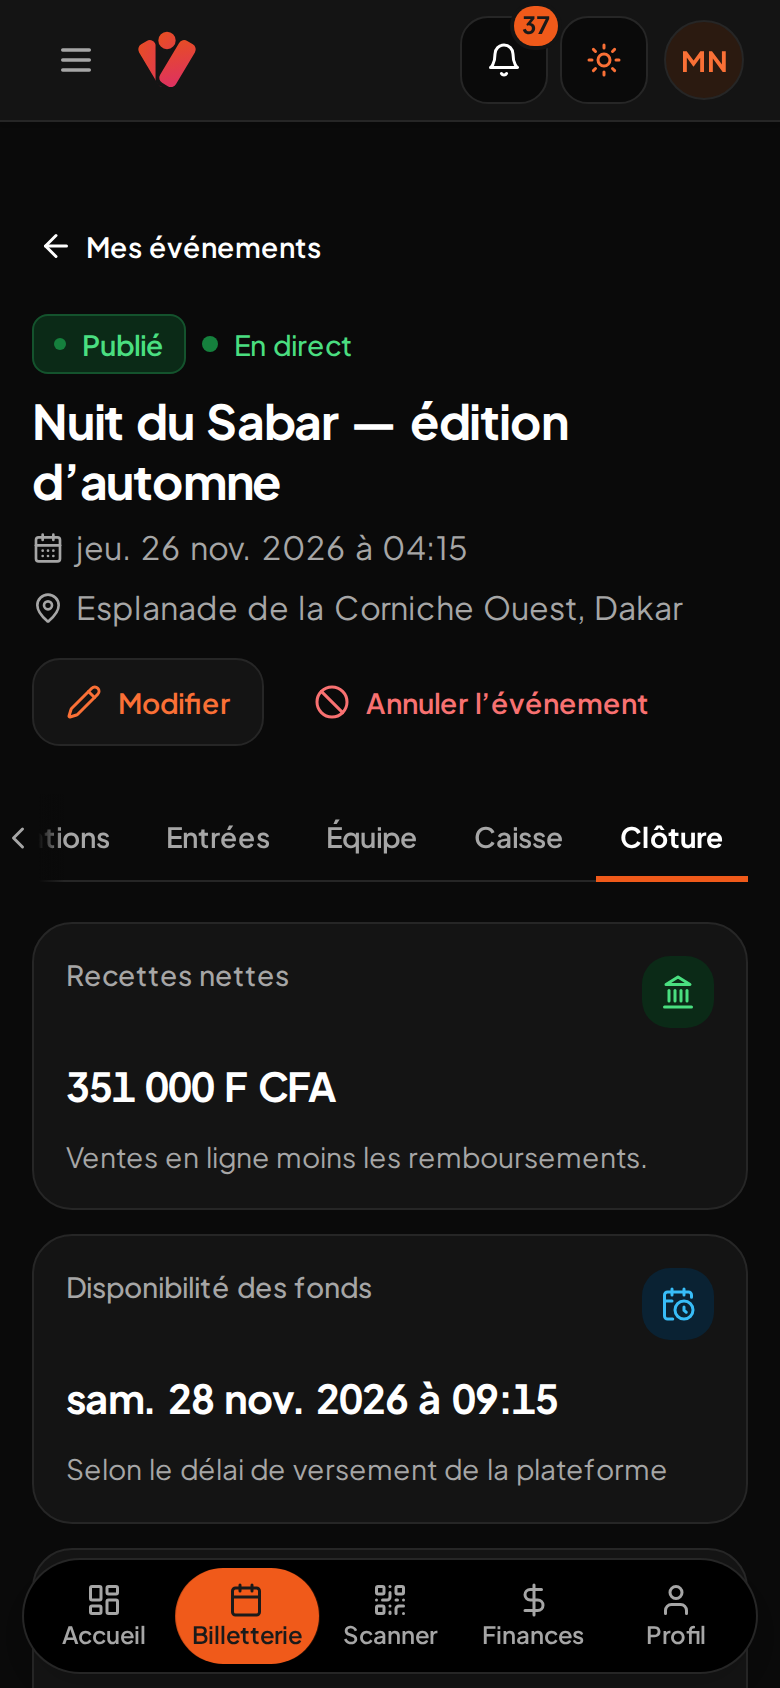 37
MN
Mes événements
Publié
En direct
Nuit du Sabar — édition
d’automne
jeu. 26 nov. 2026 à 04:15
Esplanade de la Corniche Ouest, Dakar
Modifier
Annuler l’événement
tions Entrées Équipe Caisse Clôture
Recettes nettes
351 000 F CFA
Ventes en ligne moins les remboursements.
Disponibilité des fonds
sam. 28 nov. 2026 à 09:15
Selon le délai de versement de la plateforme
Accueil Billetterie Scanner Finances Profil